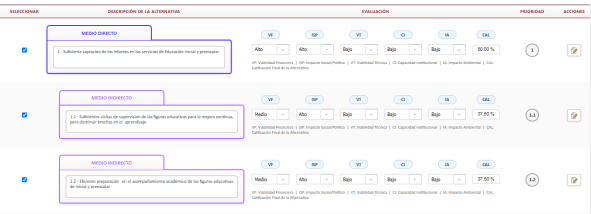 SELECCIONAR DESCRIPCIÓN DE LA ALTERNATIVA EVALUACIÓN PRIORIDAD ACCIONES
MEDIO DIRECTO
1 - Suficiente captación de los infantes en los servicios de Educación Inicial y preescolar
VF ISP VT CI IA CAL
Alto Alto Bajo Bajo Bajo 50.00 %
VF: Viabilidad Financiera | ISP: Impacto Social/Político | VT: Viabilidad Técnica | CI: Capacidad Institucional | IA: Impacto Ambiental | CAL:
Calificación Final de la Alternativa
1
MEDIO INDIRECTO
1.1 - Suficientes visitas de supervisión de las figuras educativas para la mejora continua,
para disminuir brechas en el aprendizaje
VF ISP VT CI IA CAL
Medio Alto Bajo Bajo Bajo 37.50 %
VF: Viabilidad Financiera | ISP: Impacto Social/Político | VT: Viabilidad Técnica | CI: Capacidad Institucional | IA: Impacto Ambiental | CAL:
Calificación Final de la Alternativa
1.1
MEDIO INDIRECTO
1.2 - Eficiente preparación en el acompañamiento académico de las figuras educativas
de inicial y preescolar
VF ISP VT CI IA CAL
Medio Alto Bajo Bajo Bajo 37.50 %
VF: Viabilidad Financiera | ISP: Impacto Social/Político | VT: Viabilidad Técnica | CI: Capacidad Institucional | IA: Impacto Ambiental | CAL:
Calificación Final de la Alternativa
1.2